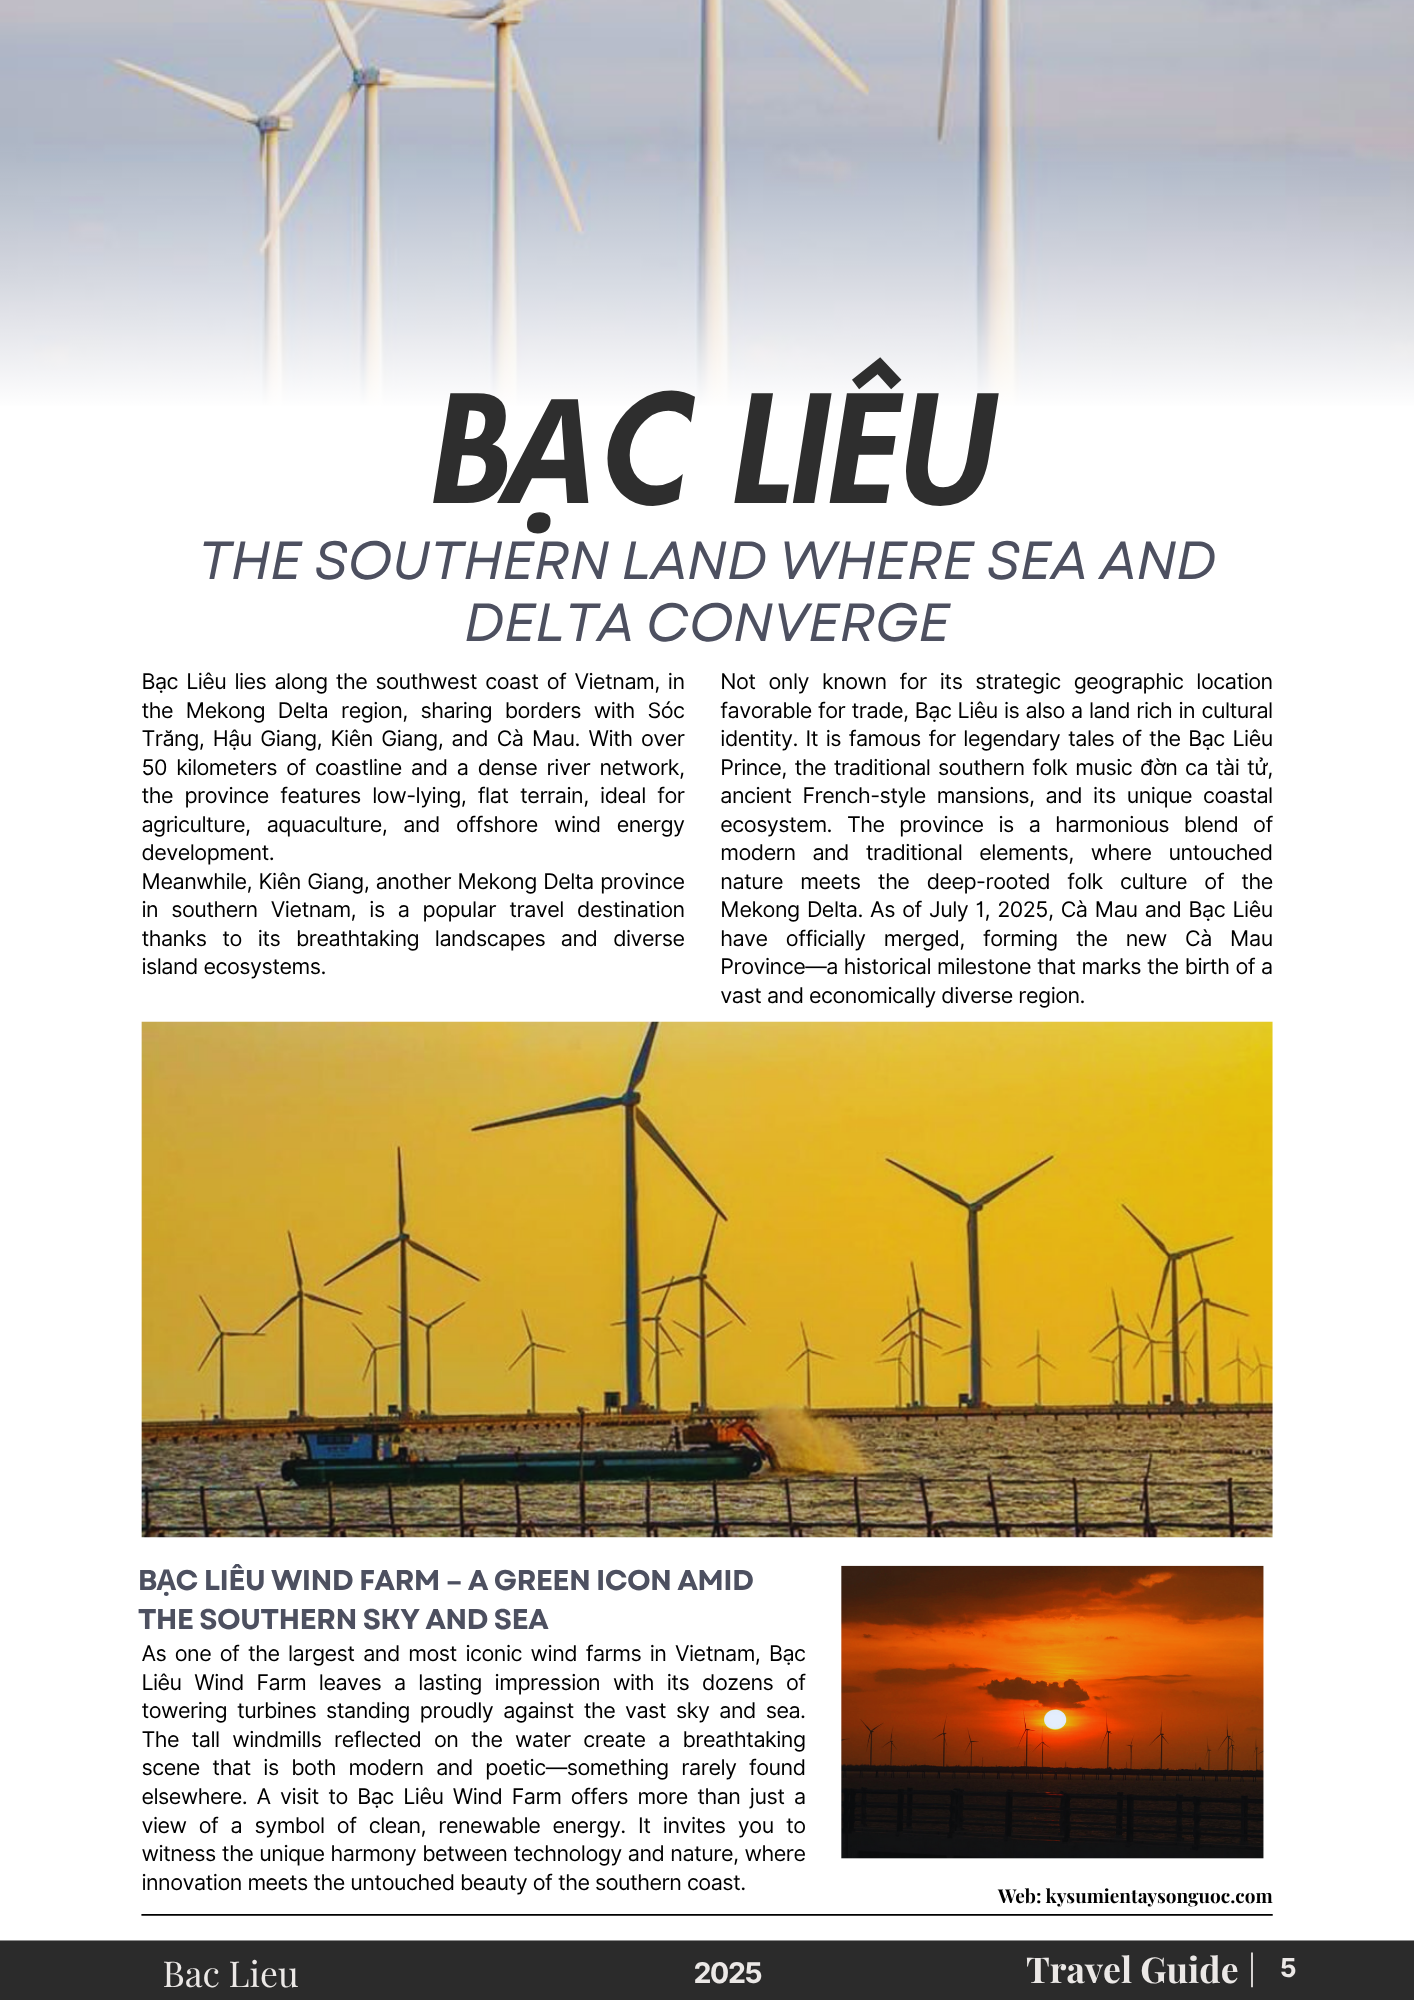 BẠC LIÊU
THE SOUTHERN LAND WHERE SEA AND
DELTA CONVERGE
Bạc Liêu lies along the southwest coast of Vietnam, in
the Mekong Delta region, sharing borders with Sóc
Trăng, Hậu Giang, Kiên Giang, and Cà Mau. With over
50 kilometers of coastline and a dense river network,
the province features low-lying, flat terrain, ideal for
agriculture, aquaculture, and offshore wind energy
development.
Meanwhile, Kiên Giang, another Mekong Delta province
in southern Vietnam, is a popular travel destination
thanks to its breathtaking landscapes and diverse
island ecosystems.
Not only known for its strategic geographic location
favorable for trade, Bạc Liêu is also a land rich in cultural
identity. It is famous for legendary tales of the Bạc Liêu
Prince, the traditional southern folk music đờn ca tài tử,
ancient French-style mansions, and its unique coastal
ecosystem. The province is a harmonious blend of
modern and traditional elements, where untouched
nature meets the deep-rooted folk culture of the
Mekong Delta. As of July 1, 2025, Cà Mau and Bạc Liêu
have officially merged, forming the new Cà Mau
Province—a historical milestone that marks the birth of a
vast and economically diverse region.
BẠC LIÊU WIND FARM – A GREEN ICON AMID
THE SOUTHERN SKY AND SEA
As one of the largest and most iconic wind farms in Vietnam, Bạc
Liêu Wind Farm leaves a lasting impression with its dozens of
towering turbines standing proudly against the vast sky and sea.
The tall windmills reflected on the water create a breathtaking
scene that is both modern and poetic—something rarely found
elsewhere. A visit to Bạc Liêu Wind Farm offers more than just a
view of a symbol of clean, renewable energy. It invites you to
witness the unique harmony between technology and nature, where
innovation meets the untouched beauty of the southern coast.
Web: kysumientaysonguoc.com
Bac Lieu
2025
Travel Guide | 5